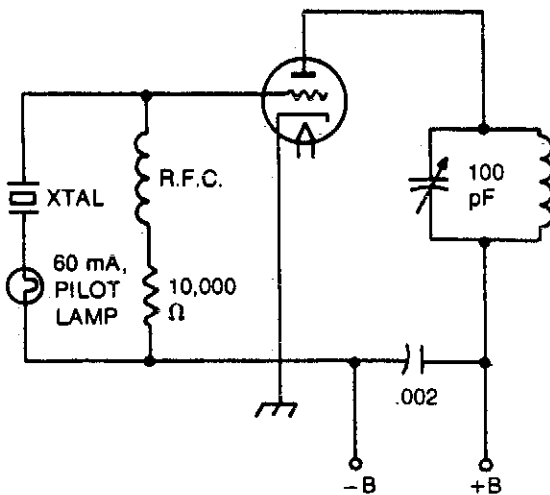 R.F.C.
XTAL
100
pF
60 mA,
PILOT
LAMP
10,000
Ω
.002
−B
+B